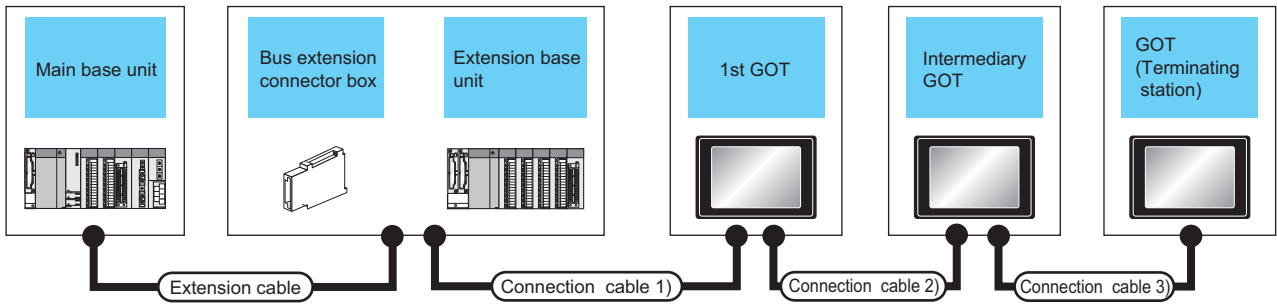 Main base unit
Bus extension
connector box
Extension base
unit
1st GOT
Intermediary
GOT
GOT
(Terminating
station)
Extension cable
Connection cable 1)
Connection cable 2)
Connection cable 3)